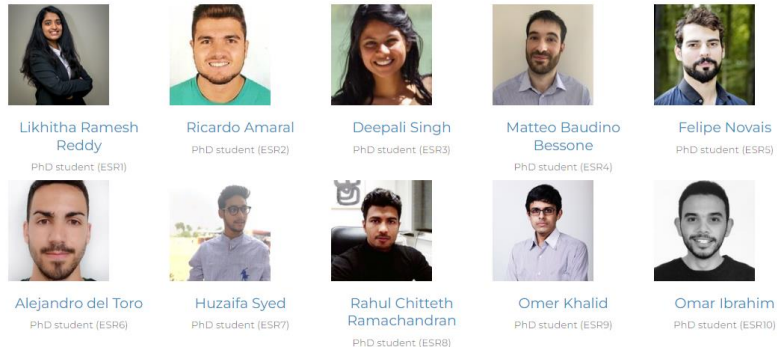 Likhitha Ramesh
Reddy
PhD student (ESR1)
Ricardo Amaral
PhD student (ESR2)
Deepali Singh
PhD student (ESR3)
Matteo Baudino
Bessone
PhD student (ESR4)
Felipe Novais
PhD student (ESR5)
Alejandro del Toro
PhD student (ESR6)
Huzaifa Syed
PhD student (ESR7)
Rahul Chitteth
Ramachandran
PhD student (ESR8)
Omer Khalid
PhD student (ESR9)
Omar Ibrahim
PhD student (ESR10)